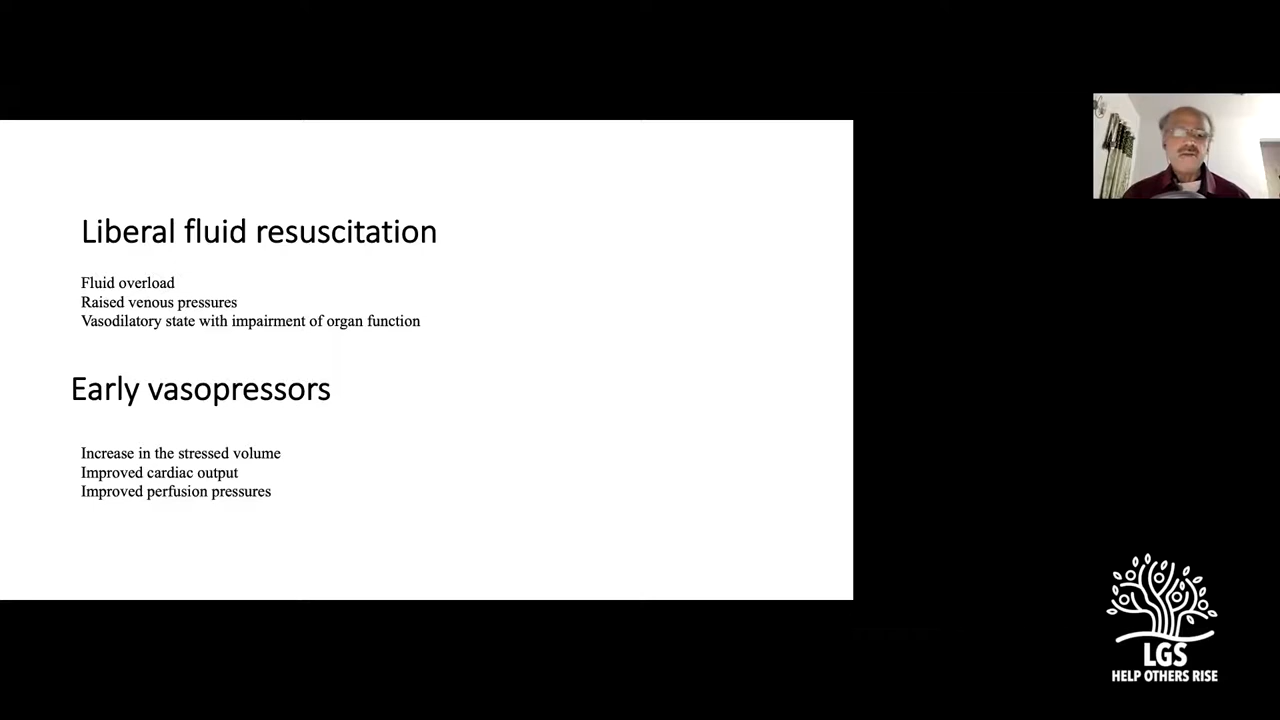 Liberal fluid resuscitation
Fluid overload
Raised venous pressures
Vasodilatory state with impairment of organ function
Early vasopressors
Increase in the stressed volume
Improved cardiac output
Improved perfusion pressures
LGS
HELP OTHERS RISE